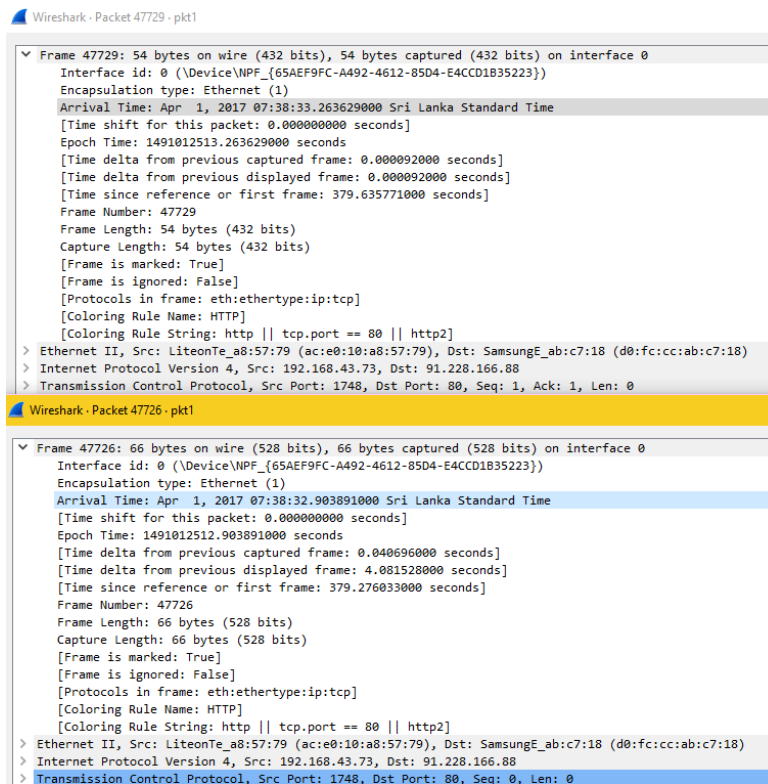 Wireshark · Packet 47729 · pkt1
Frame 47729: 54 bytes on wire (432 bits), 54 bytes captured (432 bits) on interface 0
Interface id: 0 (\Device\NPF_{65AEF9FC-A492-4612-85D4-E4CCD1B35223})
Encapsulation type: Ethernet (1)
Arrival Time: Apr  1, 2017 07:38:33.263629000 Sri Lanka Standard Time
[Time shift for this packet: 0.000000000 seconds]
Epoch Time: 1491012513.263629000 seconds
[Time delta from previous captured frame: 0.000092000 seconds]
[Time delta from previous displayed frame: 0.000092000 seconds]
[Time since reference or first frame: 379.635771000 seconds]
Frame Number: 47729
Frame Length: 54 bytes (432 bits)
Capture Length: 54 bytes (432 bits)
[Frame is marked: True]
[Frame is ignored: False]
[Protocols in frame: eth:ethertype:ip:tcp]
[Coloring Rule Name: HTTP]
[Coloring Rule String: http || tcp.port == 80 || http2]
Ethernet II, Src: LiteonTe_a8:57:79 (ac:e0:10:a8:57:79), Dst: SamsungE_ab:c7:18 (d0:fc:cc:ab:c7:18)
Internet Protocol Version 4, Src: 192.168.43.73, Dst: 91.228.166.88
Transmission Control Protocol, Src Port: 1748, Dst Port: 80, Seq: 1, Ack: 1, Len: 0
Wireshark · Packet 47726 · pkt1
Frame 47726: 66 bytes on wire (528 bits), 66 bytes captured (528 bits) on interface 0
Interface id: 0 (\Device\NPF_{65AEF9FC-A492-4612-85D4-E4CCD1B35223})
Encapsulation type: Ethernet (1)
Arrival Time: Apr  1, 2017 07:38:32.903891000 Sri Lanka Standard Time
[Time shift for this packet: 0.000000000 seconds]
Epoch Time: 1491012512.903891000 seconds
[Time delta from previous captured frame: 0.040696000 seconds]
[Time delta from previous displayed frame: 4.081528000 seconds]
[Time since reference or first frame: 379.276033000 seconds]
Frame Number: 47726
Frame Length: 66 bytes (528 bits)
Capture Length: 66 bytes (528 bits)
[Frame is marked: True]
[Frame is ignored: False]
[Protocols in frame: eth:ethertype:ip:tcp]
[Coloring Rule Name: HTTP]
[Coloring Rule String: http || tcp.port == 80 || http2]
Ethernet II, Src: LiteonTe_a8:57:79 (ac:e0:10:a8:57:79), Dst: SamsungE_ab:c7:18 (d0:fc:cc:ab:c7:18)
Internet Protocol Version 4, Src: 192.168.43.73, Dst: 91.228.166.88
Transmission Control Protocol, Src Port: 1748, Dst Port: 80, Seq: 0, Len: 0